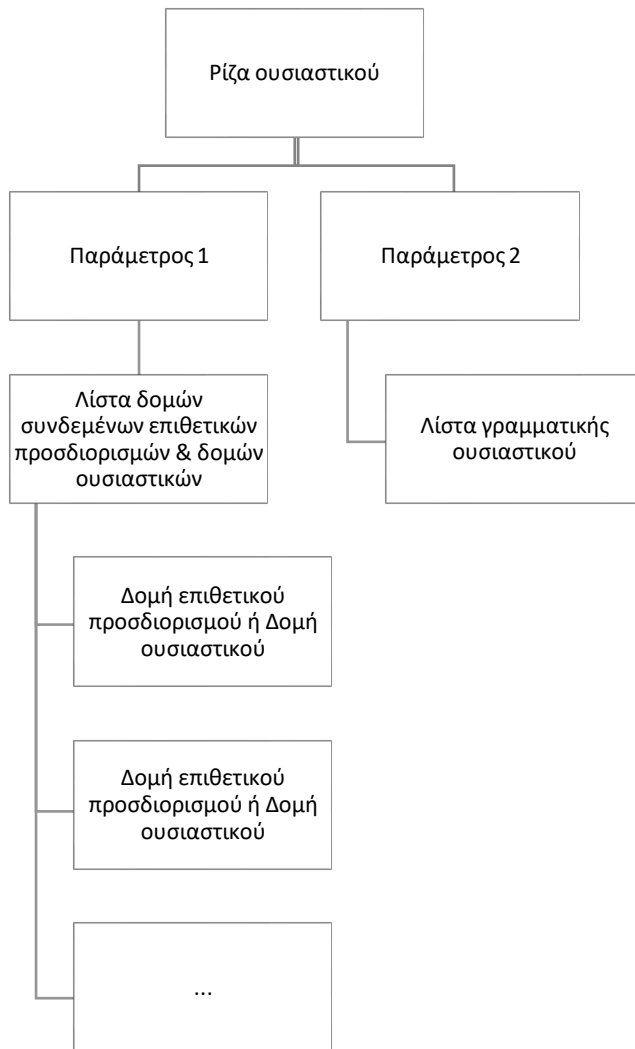 Ρίζα ουσιαστικού
Παράμετρος 1
Παράμετρος 2
Λίστα δομών
συνδεμένων επιθετικών
προσδιορισμών & δομών
ουσιαστικών
Λίστα γραμματικής
ουσιαστικού
Δομή επιθετικού
προσδιορισμού ή Δομή
ουσιαστικού
Δομή επιθετικού
προσδιορισμού ή Δομή
ουσιαστικού
...